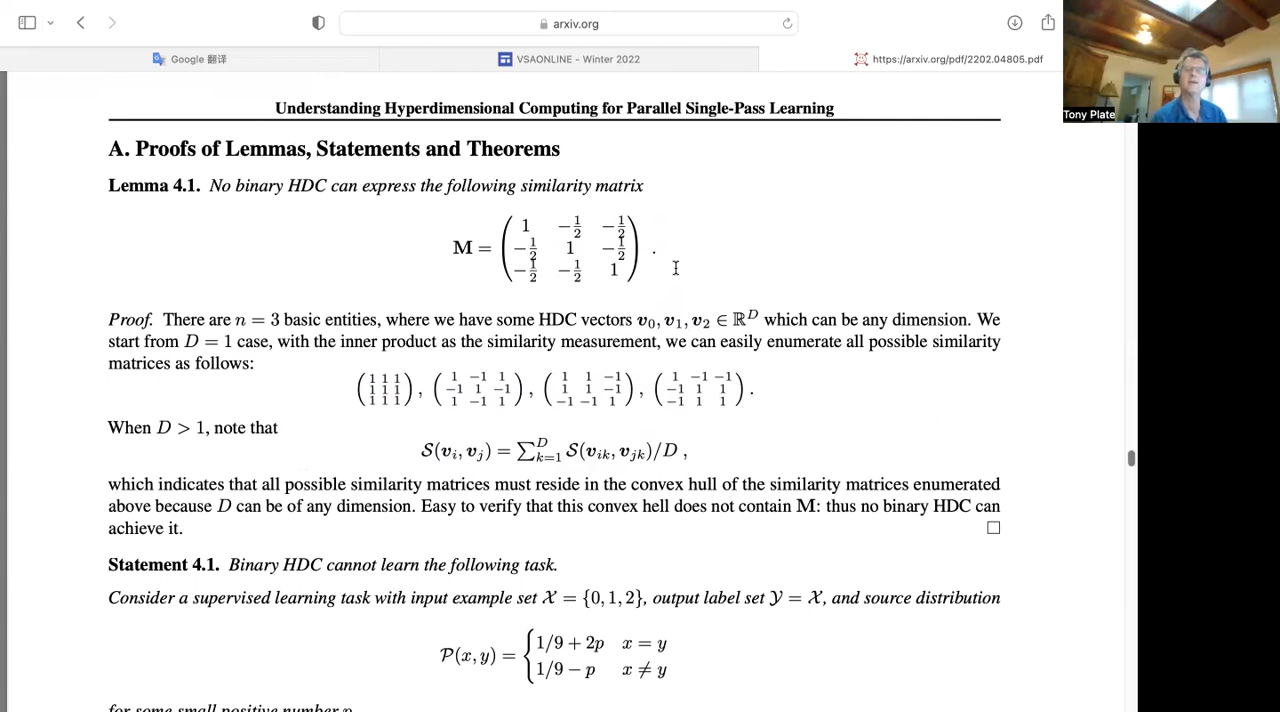 arxiv.org
Google 翻译
VSAONLINE - Winter 2022
https://arxiv.org/pdf/2202.04805.pdf
Tony Plate
Understanding Hyperdimensional Computing for Parallel Single-Pass Learning
A. Proofs of Lemmas, Statements and Theorems
Lemma 4.1. No binary HDC can express the following similarity matrix
M = ( 1 −1/2 −1/2
−1/2 1 −1/2
−1/2 −1/2 1 ) .
Proof. There are n = 3 basic entities, where we have some HDC vectors v₀, v₁, v₂ ∈ ℝᴰ which can be any dimension. We
start from D = 1 case, with the inner product as the similarity measurement, we can easily enumerate all possible similarity
matrices as follows:
( 1 1 1 ) , ( 1 −1 1 ) , ( 1 1 −1 ) , ( 1 −1 −1 ) .
( 1 1 1 ) ( −1 1 −1 ) ( 1 1 −1 ) ( −1 1 1 )
( 1 1 1 ) ( 1 −1 1 ) ( −1 −1 1 ) ( −1 1 1 )
When D > 1, note that
S(vᵢ, vⱼ) = ∑ᴰₖ₌₁ S(vᵢₖ, vⱼₖ)/D ,
which indicates that all possible similarity matrices must reside in the convex hull of the similarity matrices enumerated
above because D can be of any dimension. Easy to verify that this convex hell does not contain M: thus no binary HDC can
achieve it. □
Statement 4.1. Binary HDC cannot learn the following task.
Consider a supervised learning task with input example set X = {0, 1, 2}, output label set Y = X, and source distribution
P(x, y) = { 1/9 + 2p x = y
1/9 − p x ≠ y
for some small positive number p.